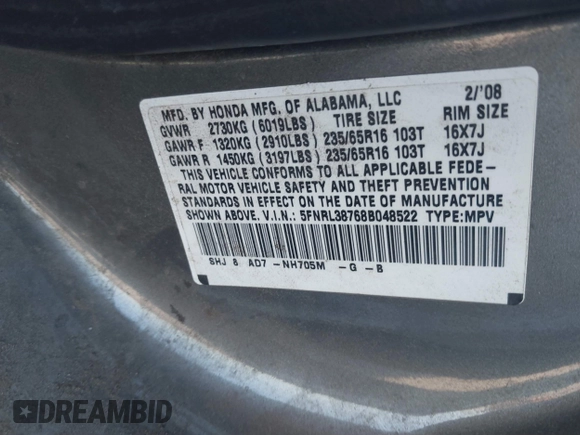 MFD. BY HONDA MFG. OF ALABAMA, LLC 2/'08
GVWR 2730KG (6019LBS) TIRE SIZE RIM SIZE
GAWR F 1320KG (2910LBS) 235/65R16 103T 16X7J
GAWR R 1450KG (3197LBS) 235/65R16 103T 16X7J
THIS VEHICLE CONFORMS TO ALL APPLICABLE FEDE-
RAL MOTOR VEHICLE SAFETY AND THEFT PREVENTION
STANDARDS IN EFFECT ON THE DATE OF MANUFACTURE
SHOWN ABOVE. V.I.N.: 5FNRL38768B048522 TYPE:MPV
SHJ 8 AD7 -NH705M -G -B
DREAMBID